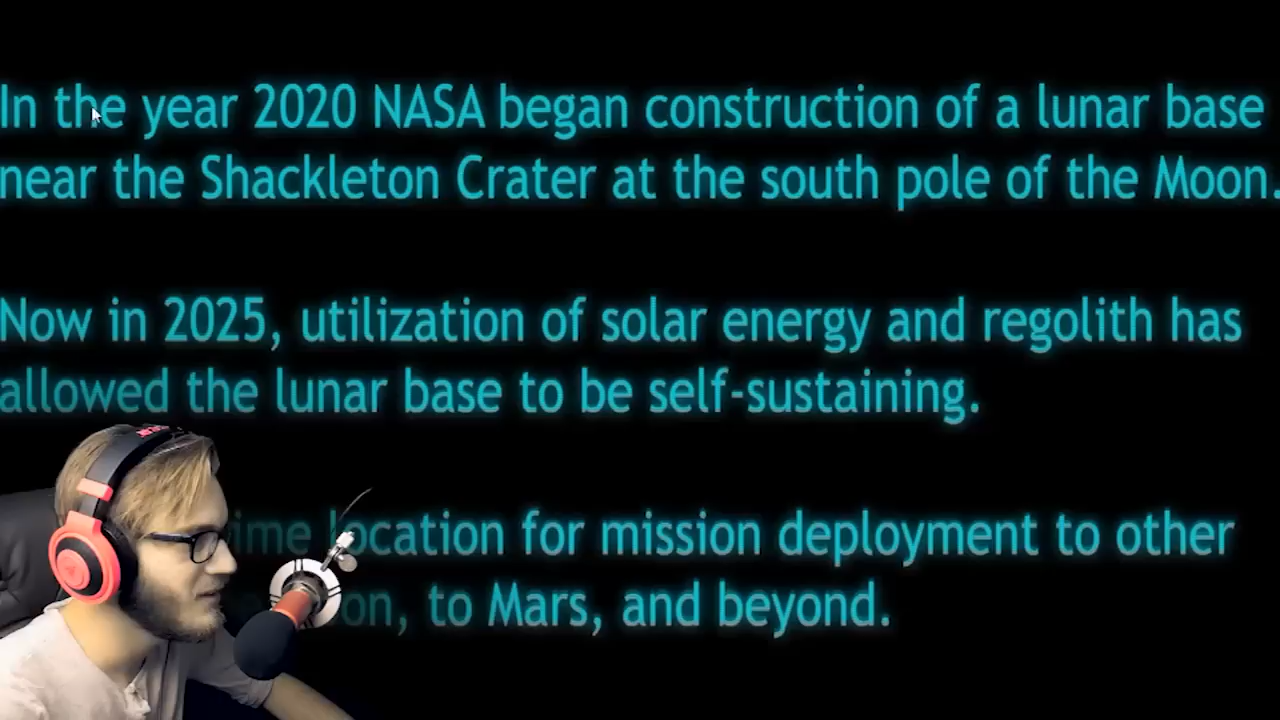 In the year 2020 NASA began construction of a lunar base
near the Shackleton Crater at the south pole of the Moon.
Now in 2025, utilization of solar energy and regolith has
allowed the lunar base to be self-sustaining.
location for mission deployment to other
to Mars, and beyond.